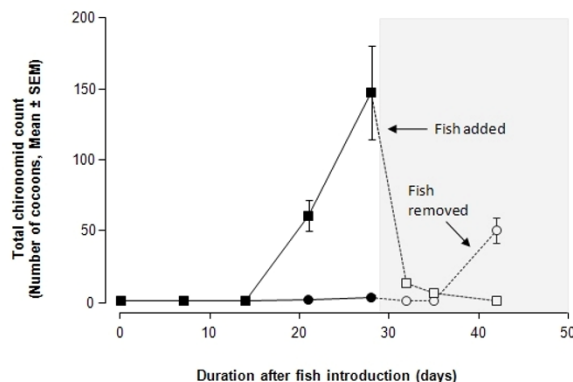 200
150
100
50
0
Total chironomid count
(Number of cocoons, Mean ± SEM)
Fish added
Fish
removed
0 10 20 30 40 50
Duration after fish introduction (days)